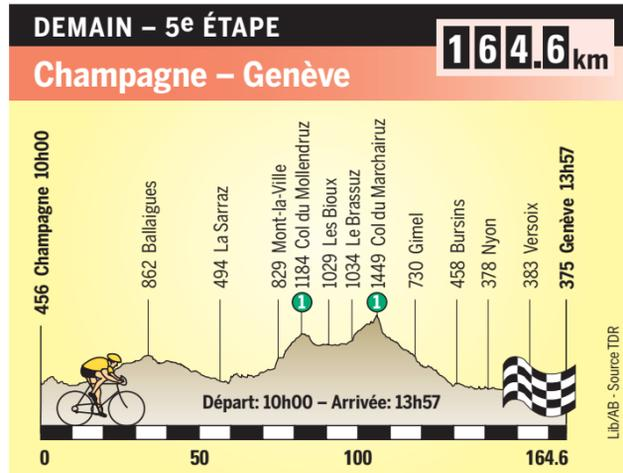 DEMAIN – 5e ÉTAPE
164.6 km
Champagne – Genève
456 Champagne 10h00
862 Ballaigues
494 La Sarraz
829 Mont-la-Ville
1184 Col du Mollendruz
1029 Les Bioux
1034 Le Brassuz
1449 Col du Marchairuz
730 Gimel
458 Bursins
378 Nyon
383 Versoix
375 Genève 13h57
1
1
Départ: 10h00 – Arrivée: 13h57
0 50 100 164.6
Lib/AB - Source TDR